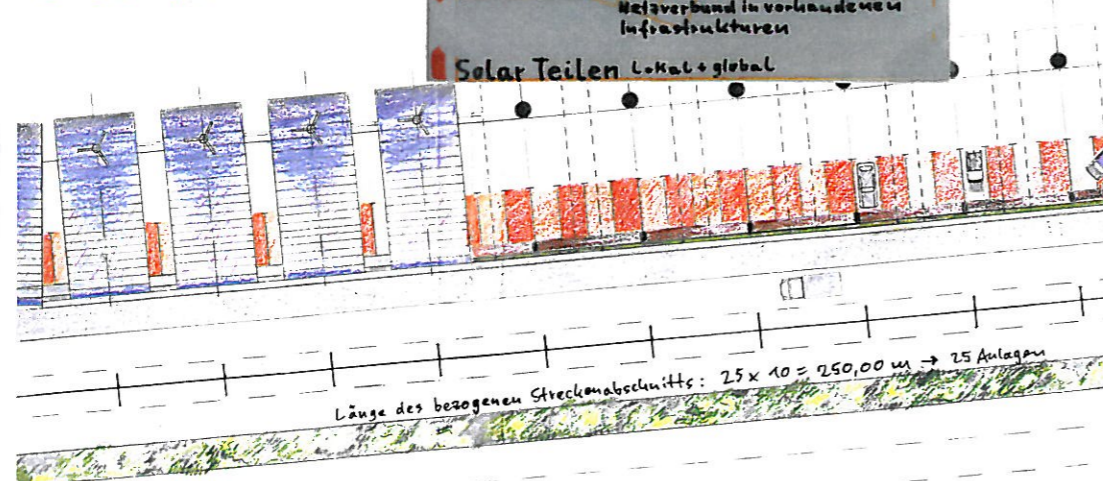 Netzverbund in vorhandenen
Infrastrukturen
Solar Teilen Lokal + global
Länge des bezogenen Streckenabschnitts: 25 x 10 = 250,00 m → 25 Anlagen